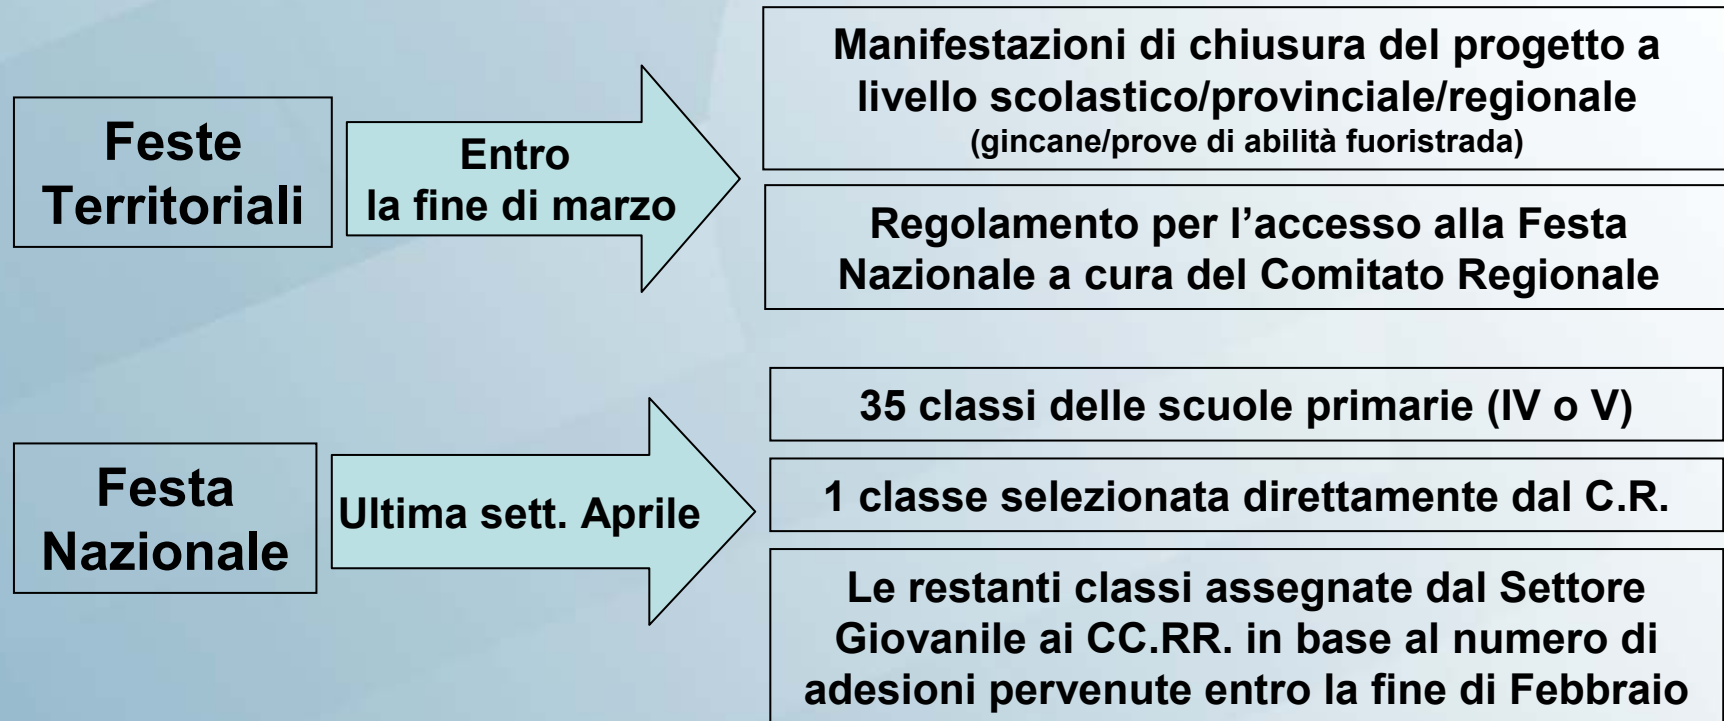 Feste
Territoriali
Entro
la fine di marzo
Manifestazioni di chiusura del progetto a
livello scolastico/provinciale/regionale
(gincane/prove di abilità fuoristrada)
Regolamento per l’accesso alla Festa
Nazionale a cura del Comitato Regionale
Festa
Nazionale
Ultima sett. Aprile
35 classi delle scuole primarie (IV o V)
1 classe selezionata direttamente dal C.R.
Le restanti classi assegnate dal Settore
Giovanile ai CC.RR. in base al numero di
adesioni pervenute entro la fine di Febbraio